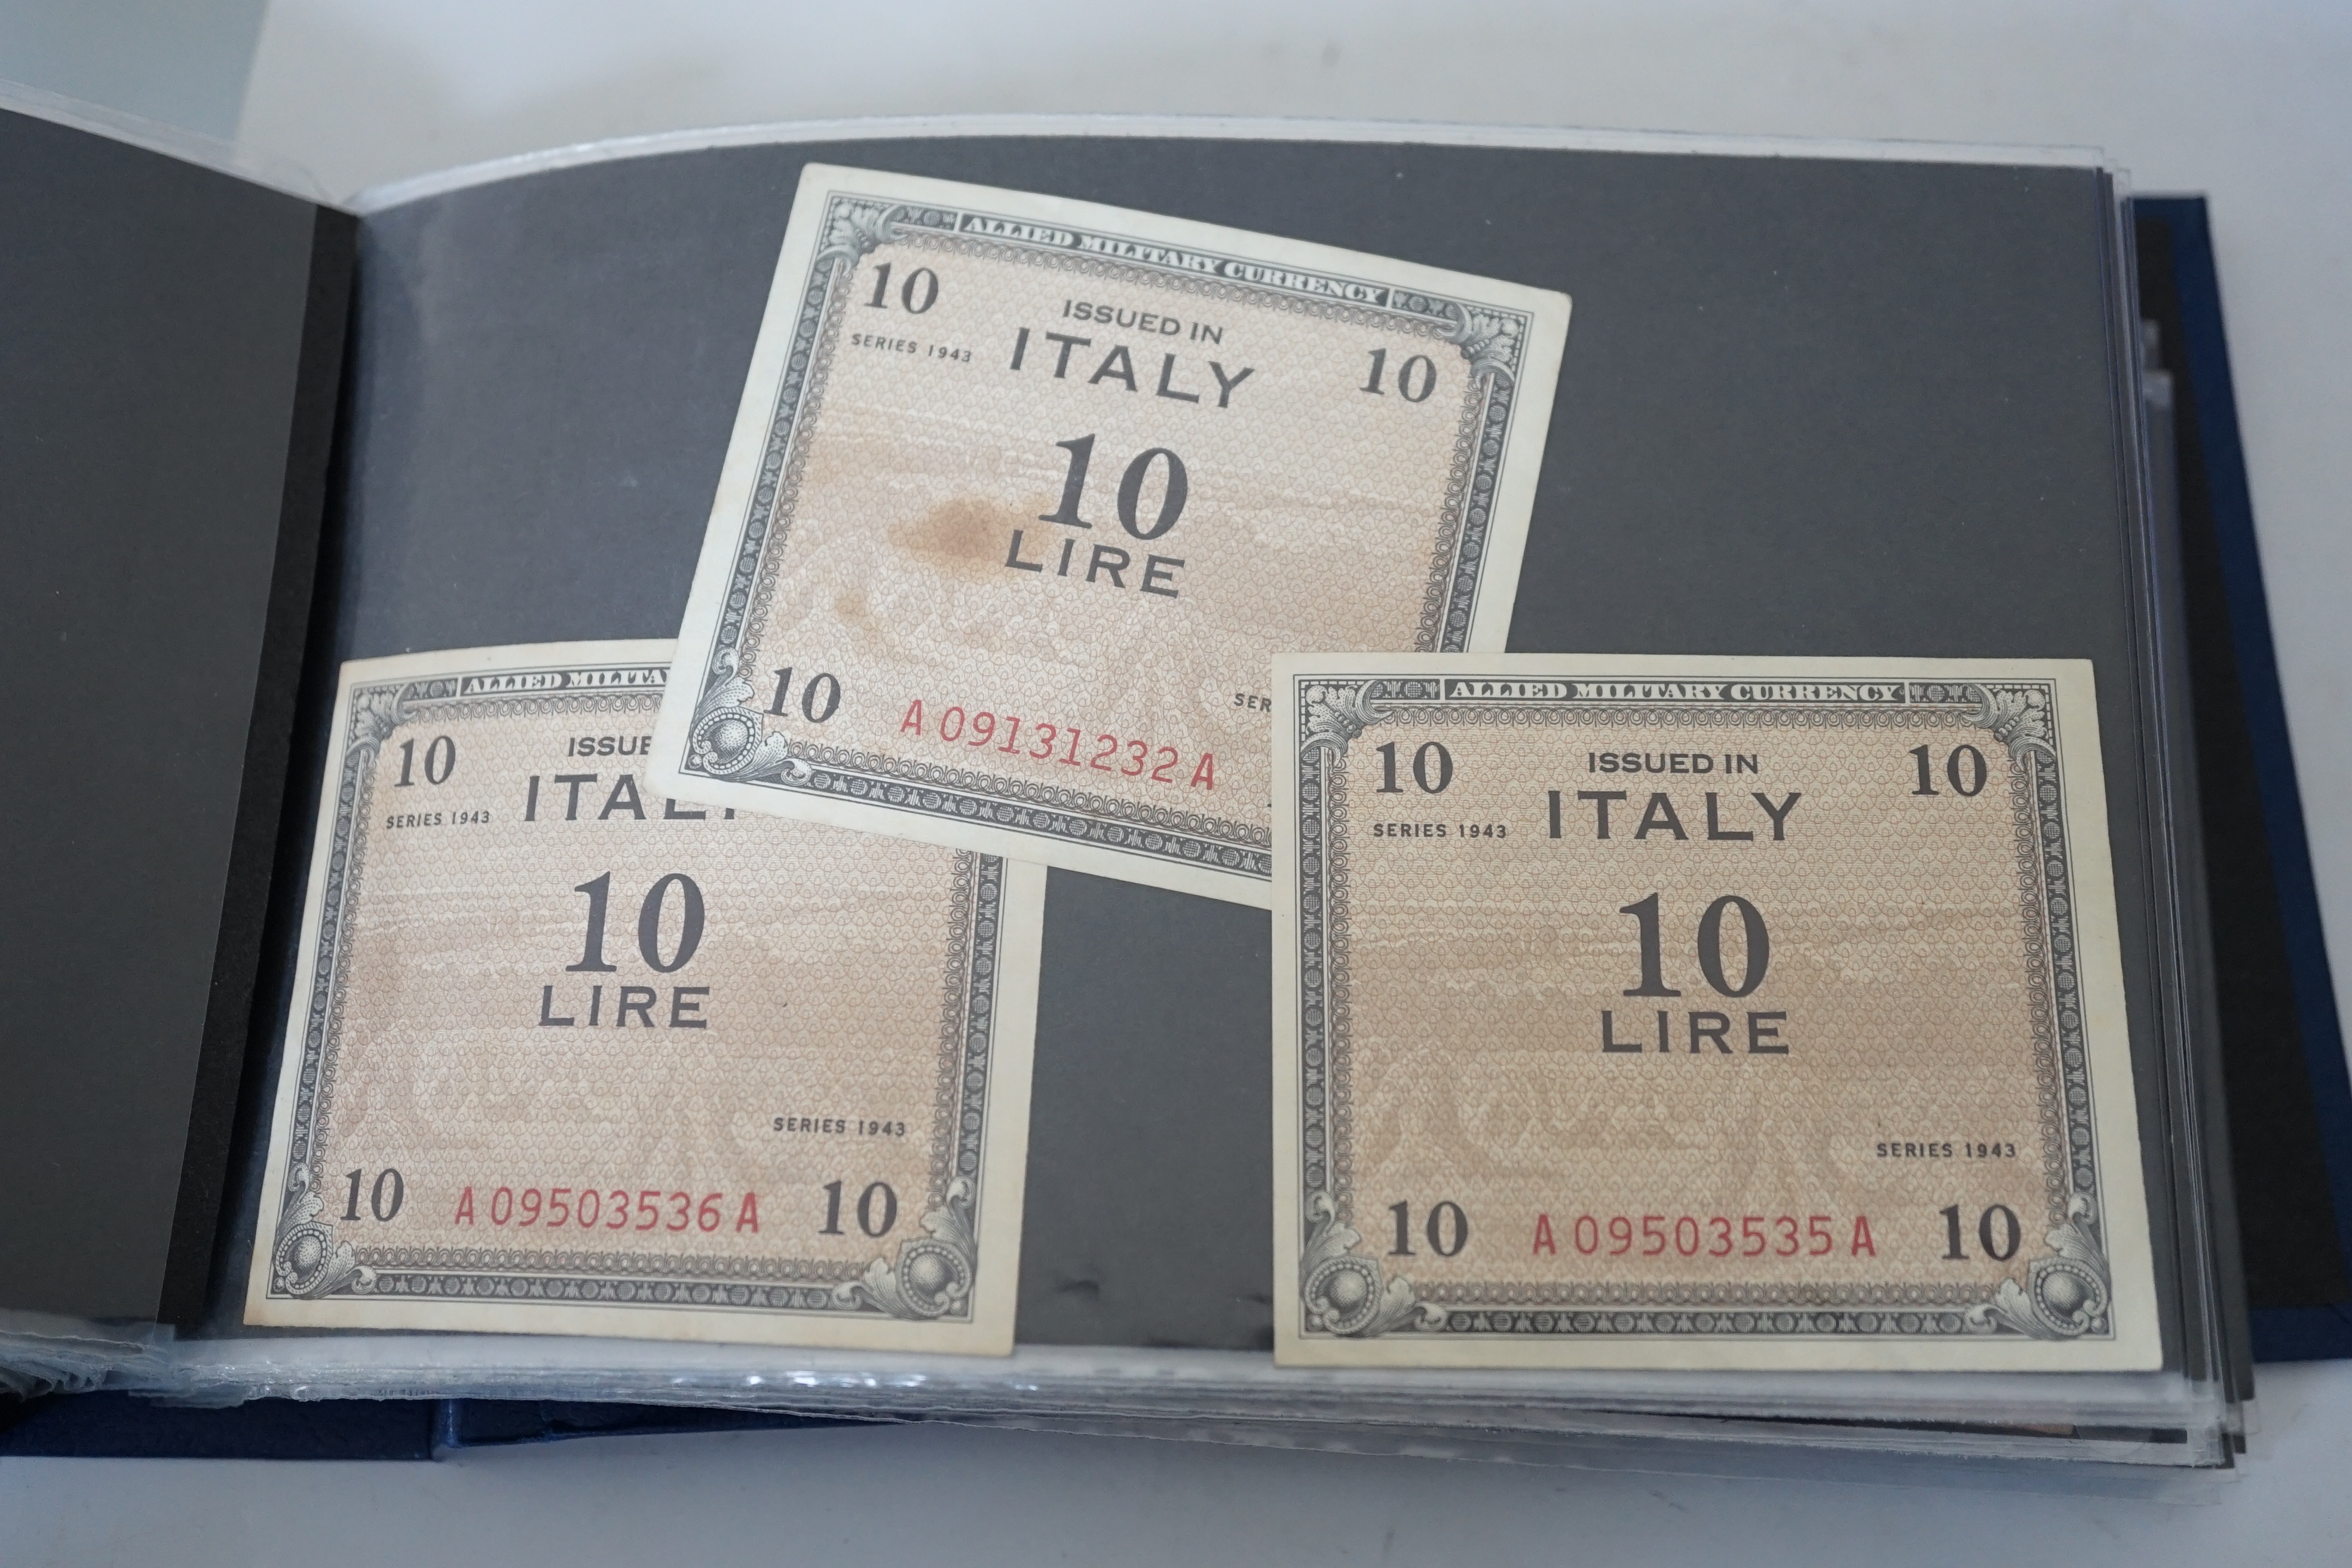 ALLIED MILITARY CURRENCY
10
ISSUED IN
SERIES 1943
ITALY
10
10
LIRE
10
A 09131232 A
ALLIED
10
ITALY
SERIES 1943
10
LIRE
SERIES 1943
10 A 09503536 A 10
ALLIED MILITARY CURRENCY
10 ISSUED IN 10
SERIES 1943 ITALY
10
LIRE
SERIES 1943
10 A 09503535 A 10